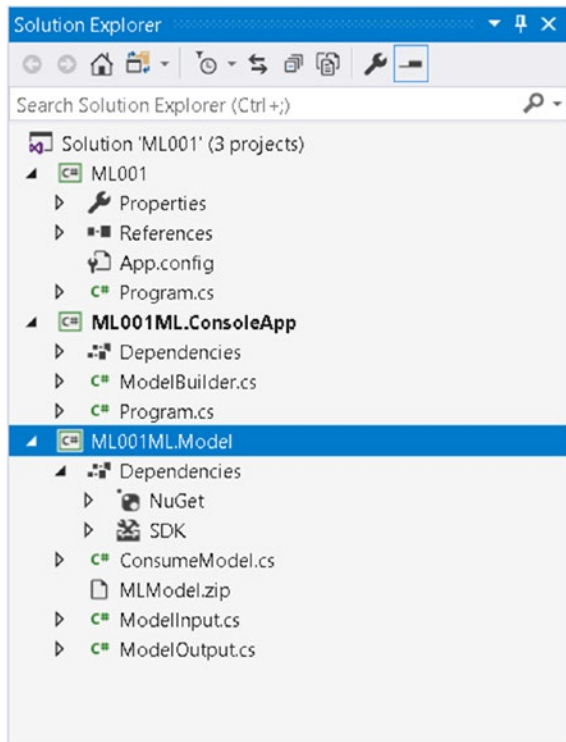 Solution Explorer
Search Solution Explorer (Ctrl+;)
Solution 'ML001' (3 projects)
C# ML001
Properties
References
App.config
C# Program.cs
C# ML001ML.ConsoleApp
Dependencies
C# ModelBuilder.cs
C# Program.cs
C# ML001ML.Model
Dependencies
NuGet
SDK
C# ConsumeModel.cs
MLModel.zip
C# ModelInput.cs
C# ModelOutput.cs